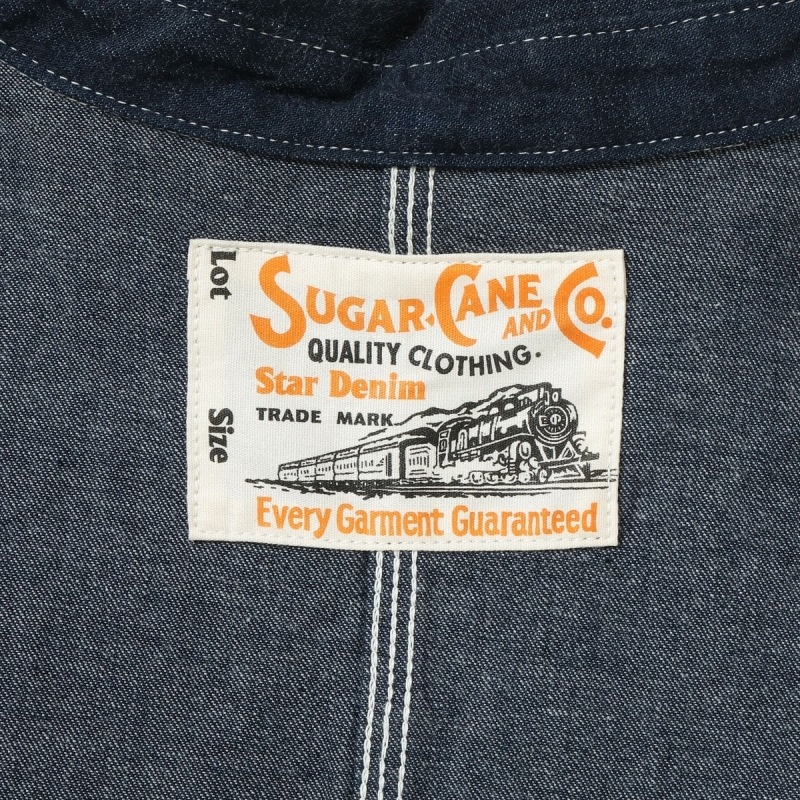 Lot
Size
SUGAR CANE AND CO.
QUALITY CLOTHING.
Star Denim
TRADE MARK
Every Garment Guaranteed